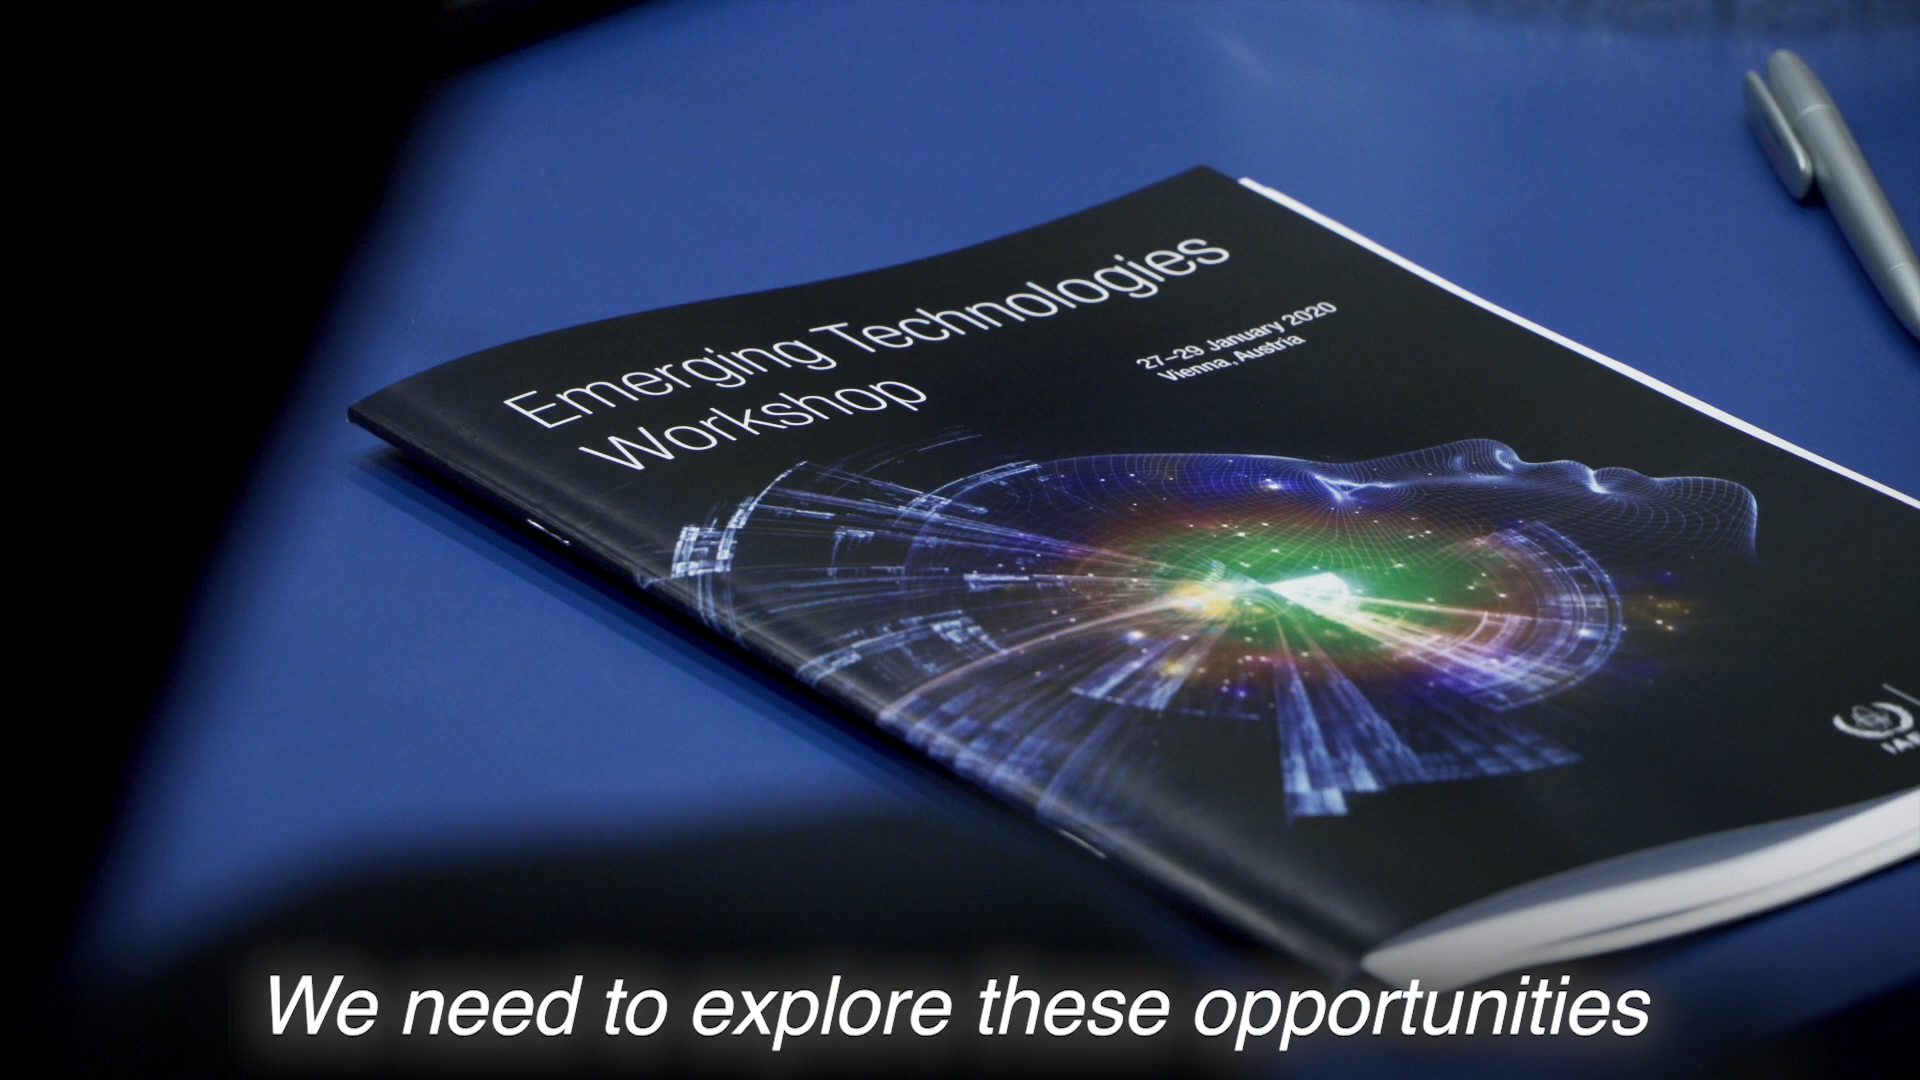 Emerging Technologies
Workshop
27–29 January 2020
Vienna, Austria
We need to explore these opportunities